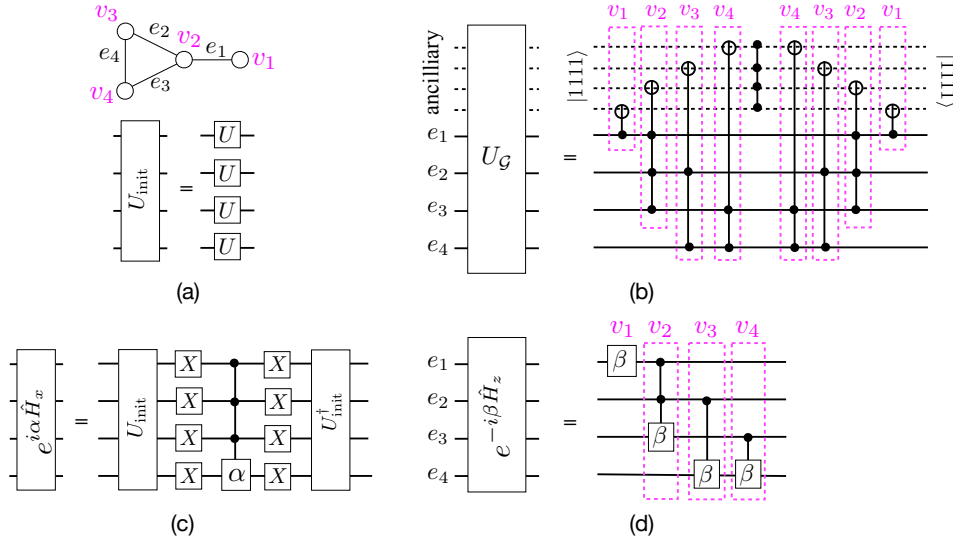 v₃
e₂
v₂
e₁
v₁
e₄
e₃
v₄
U_init = U
U
U
U
(a)
ancilliary
e₁
e₂
e₃
e₄
U_𝒢
=
|1111⟩
v₁ v₂ v₃ v₄ v₄ v₃ v₂ v₁
|1111⟩
(b)
e^{iαĤ_x}
=
U_init
X X
X X
X X
X α X
U†_init
(c)
e₁
e₂
e₃
e₄
e^{−iβĤ_z}
=
v₁ v₂ v₃ v₄
β
β
β β
(d)